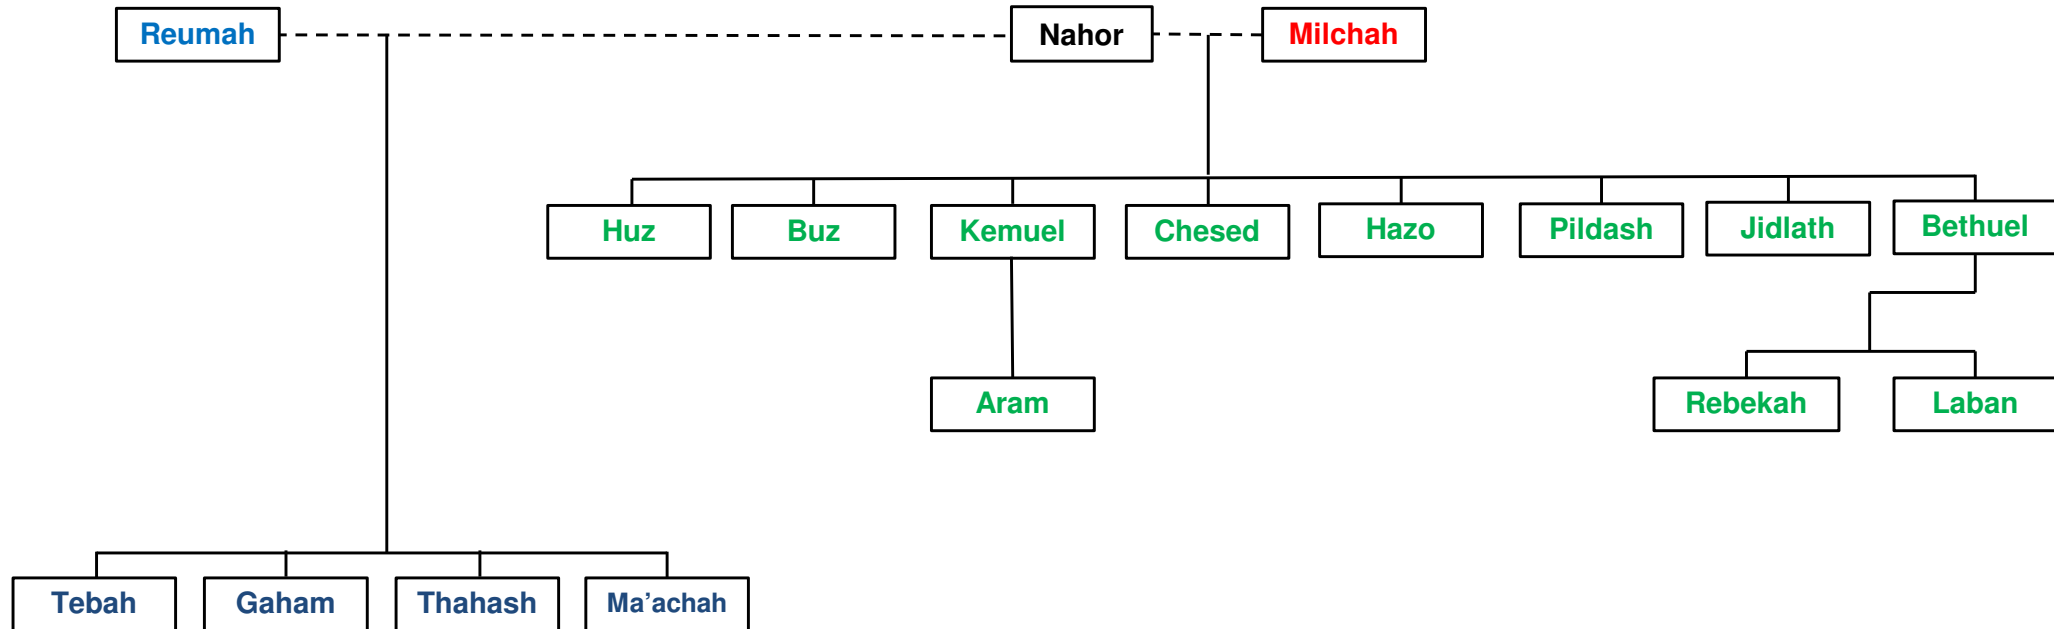 Reumah
Nahor
Milchah
Huz
Buz
Kemuel
Chesed
Hazo
Pildash
Jidlath
Bethuel
Aram
Rebekah
Laban
Tebah
Gaham
Thahash
Ma’achah